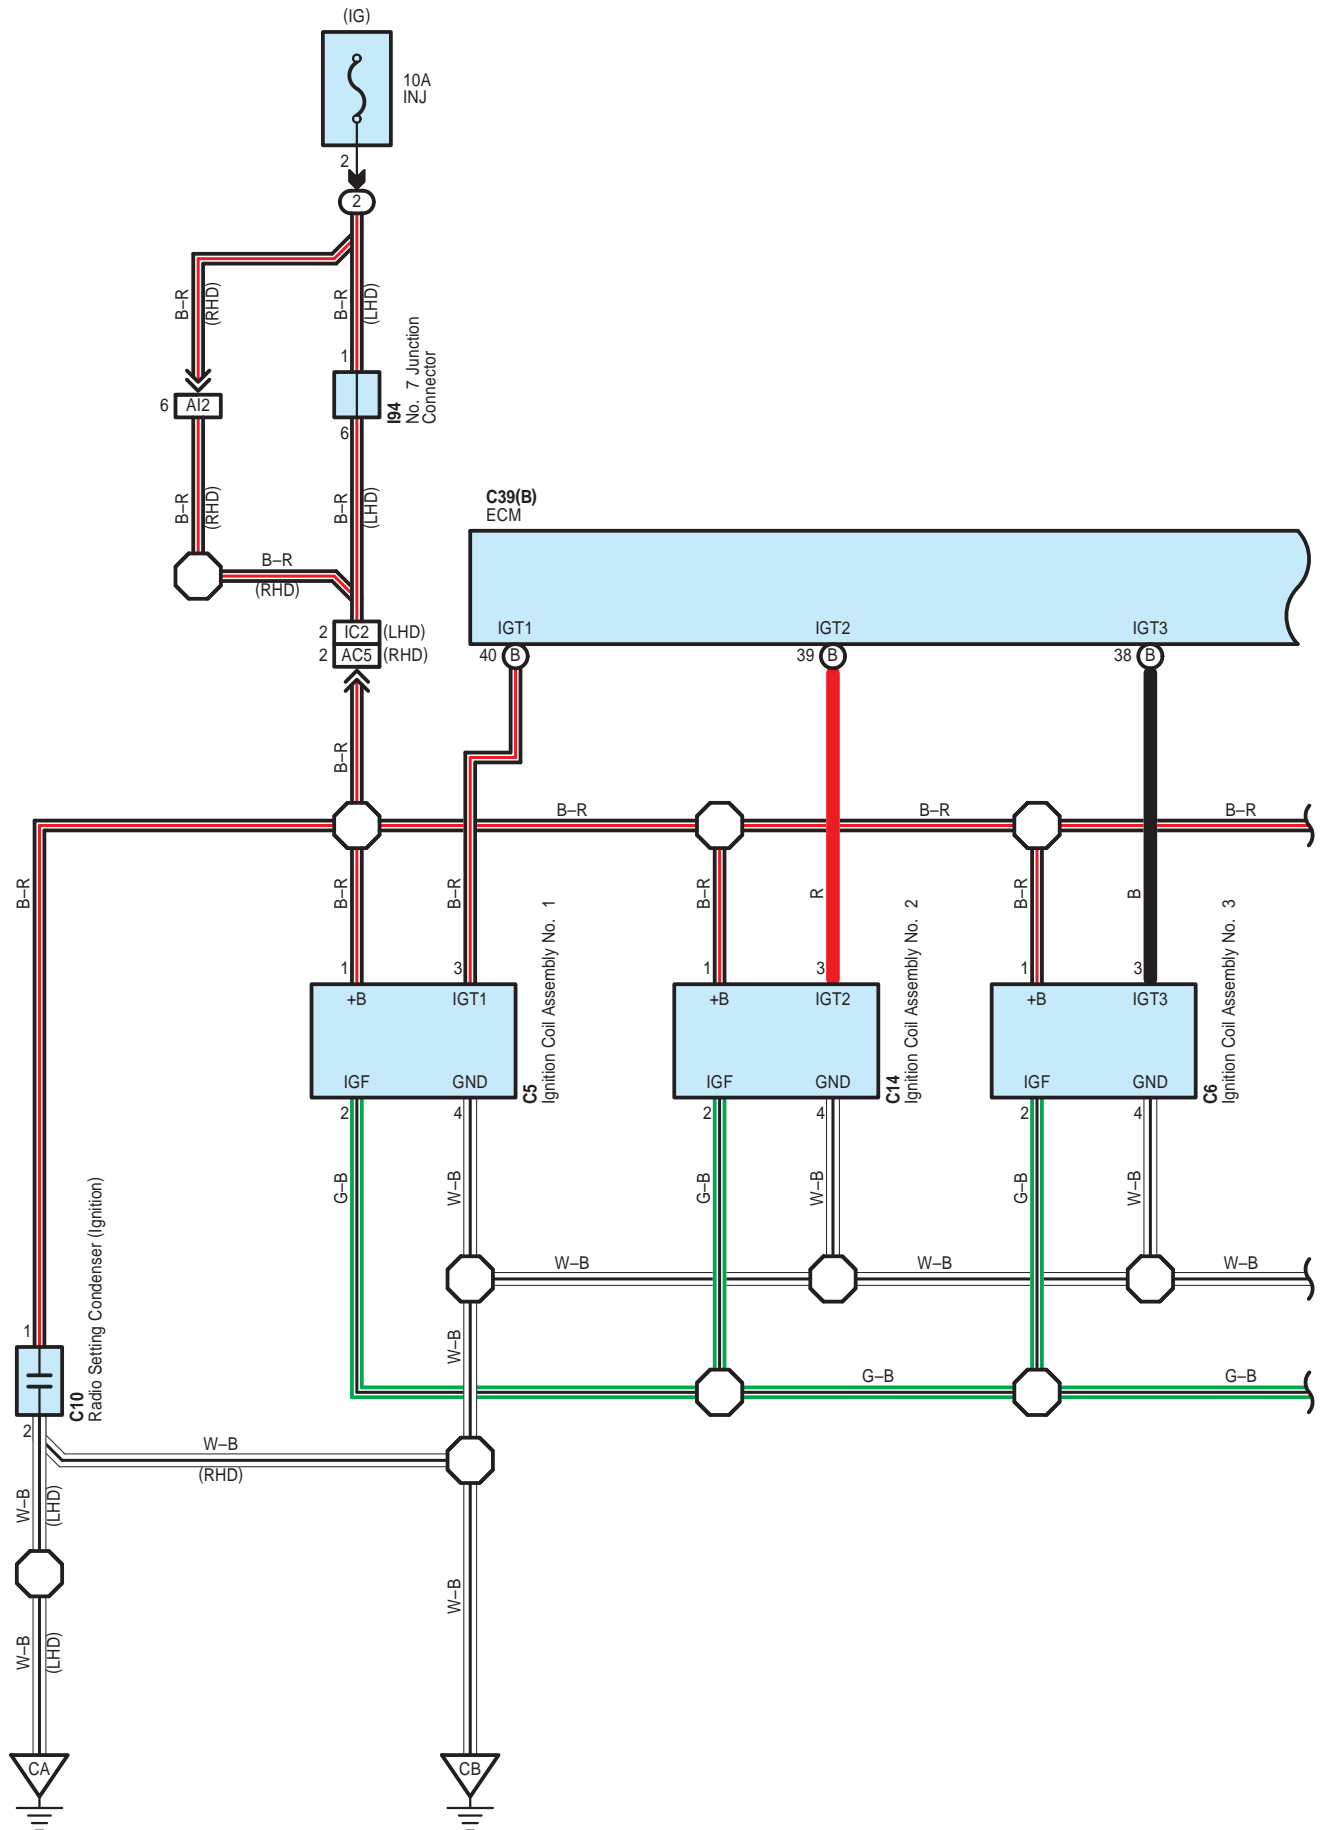 (IG)
10A
INJ
2
2
B–R
(RHD)
B–R
(LHD)
1
6
AI2
6
I94
No. 7 Junction
Connector
B–R
(RHD)
B–R
(LHD)
C39(B)
ECM
B–R
(RHD)
2
IC2
(LHD)
2
AC5
(RHD)
IGT1
IGT2
IGT3
40
B
39
B
38
B
B–R
B–R
B–R
B–R
B–R
B–R
B–R
B–R
R
B–R
B
1
3
1
3
1
3
+B
IGT1
+B
IGT2
+B
IGT3
IGF
GND
IGF
GND
IGF
GND
C5
Ignition Coil Assembly No. 1
C14
Ignition Coil Assembly No. 2
C6
Ignition Coil Assembly No. 3
2
4
2
4
2
4
G–B
W–B
G–B
W–B
G–B
W–B
W–B
W–B
W–B
1
W–B
C10
Radio Setting Condenser (Ignition)
G–B
G–B
2
W–B
(RHD)
W–B
(LHD)
W–B
W–B
(LHD)
CA
CB